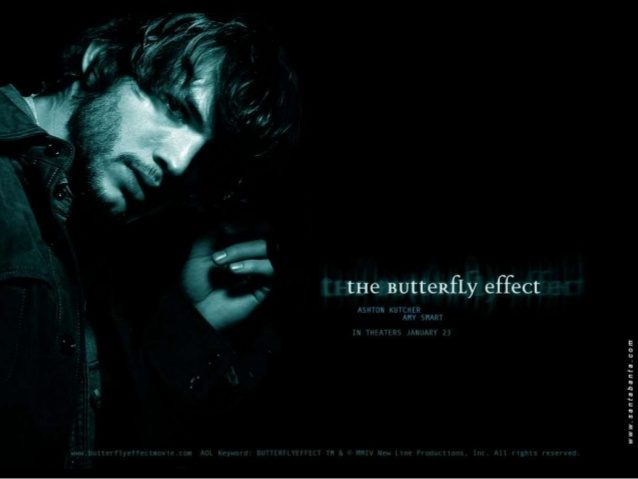 the butterfly effect
ASHTON KUTCHER
AMY SMART
IN THEATERS JANUARY 23
www.santabanta.com
www.butterflyeffectmovie.com AOL Keyword: BUTTERFLYEFFECT TM & © MMIV New Line Productions, Inc. All rights reserved.